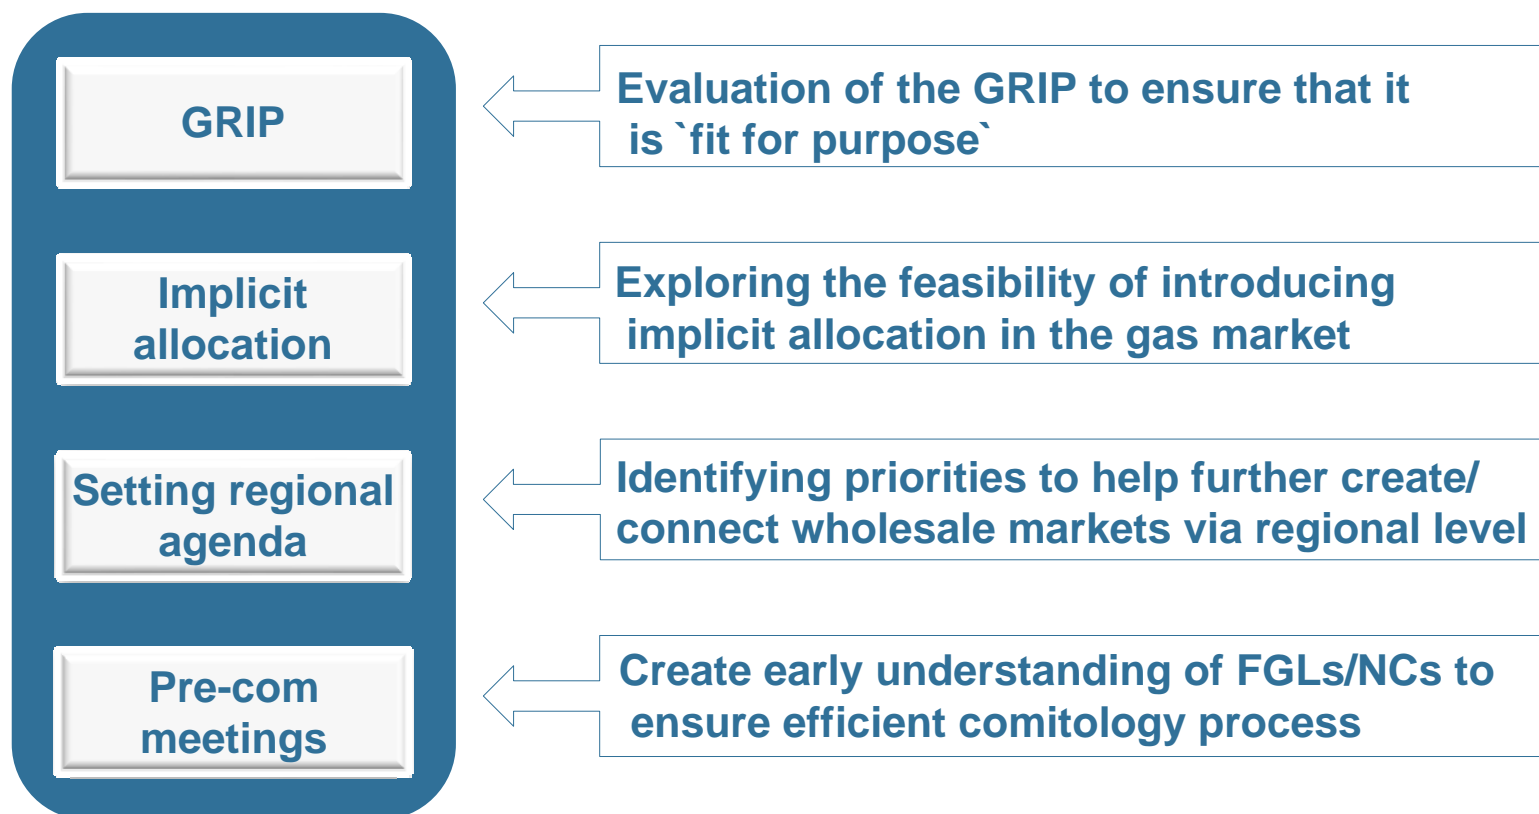 GRIP
Evaluation of the GRIP to ensure that it
is `fit for purpose`
Implicit
allocation
Exploring the feasibility of introducing
implicit allocation in the gas market
Setting regional
agenda
Identifying priorities to help further create/
connect wholesale markets via regional level
Pre-com
meetings
Create early understanding of FGLs/NCs to
ensure efficient comitology process